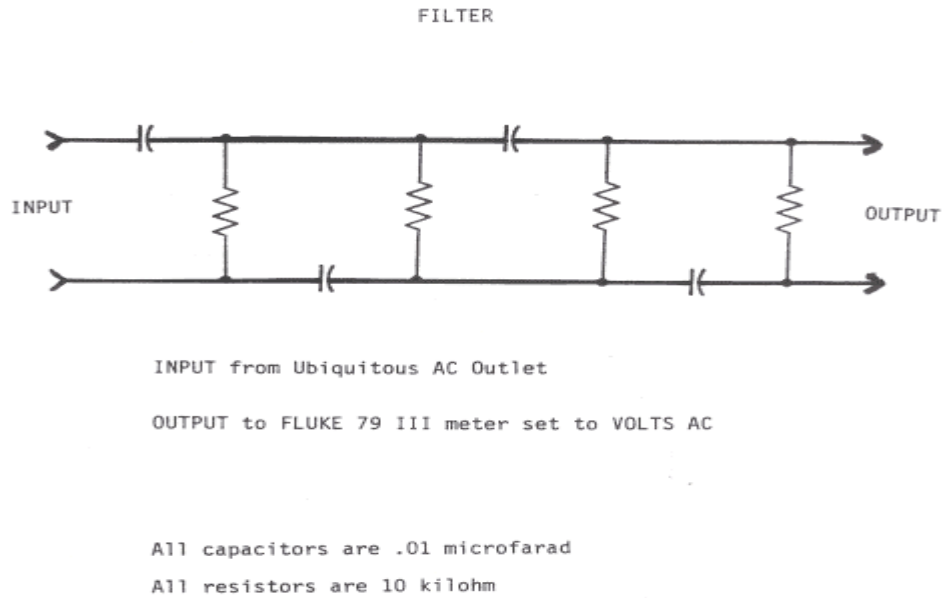 FILTER
INPUT
OUTPUT
INPUT from Ubiquitous AC Outlet
OUTPUT to FLUKE 79 III meter set to VOLTS AC
All capacitors are .01 microfarad
All resistors are 10 kilohm